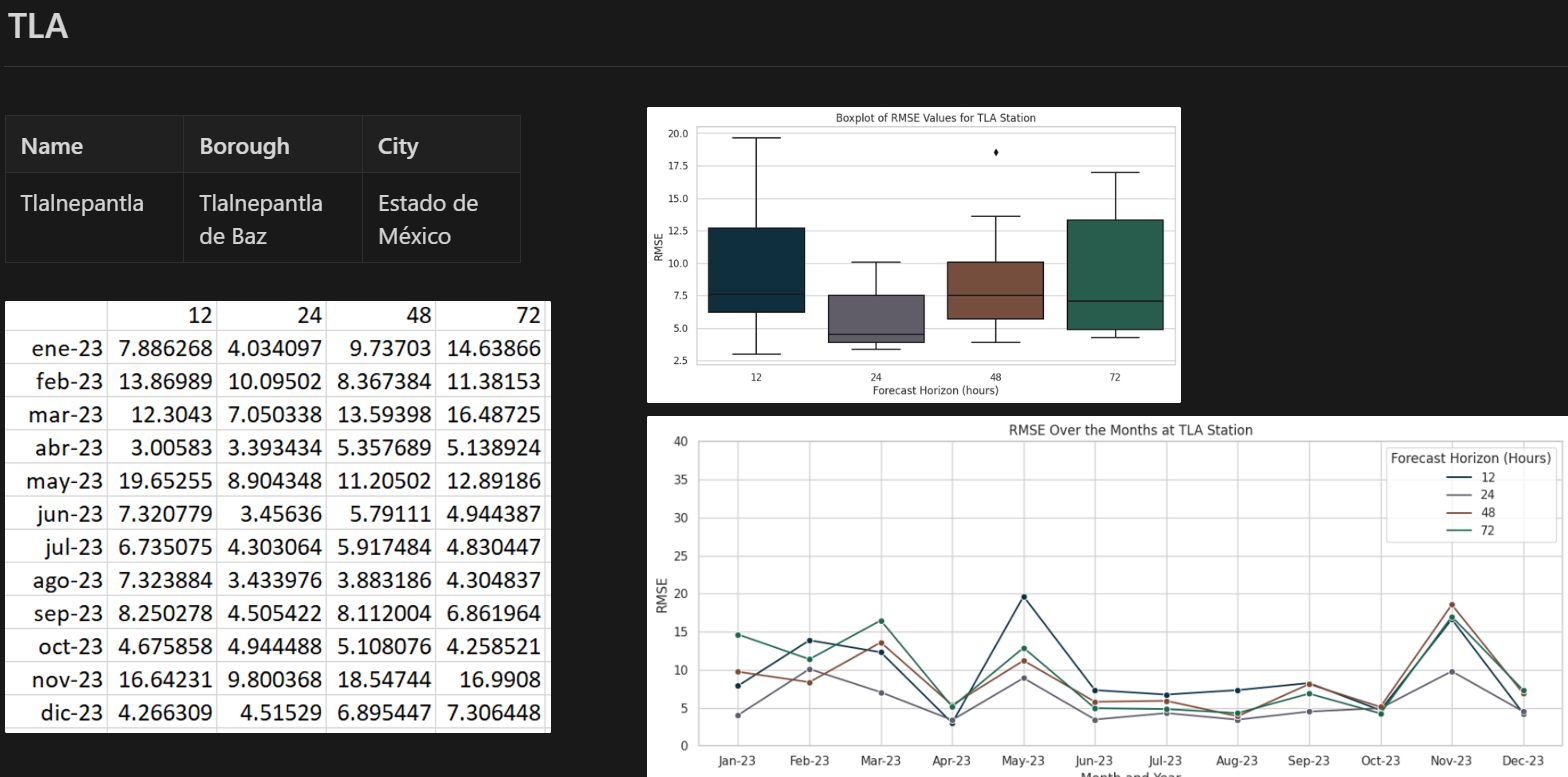 TLA
Name Borough City
Tlalnepantla Tlalnepantla de Baz Estado de México
12 24 48 72
ene-23 7.886268 4.034097 9.73703 14.63866
feb-23 13.86989 10.09502 8.367384 11.38153
mar-23 12.3043 7.050338 13.59398 16.48725
abr-23 3.00583 3.393434 5.357689 5.138924
may-23 19.65255 8.904348 11.20502 12.89186
jun-23 7.320779 3.45636 5.79111 4.944387
jul-23 6.735075 4.303064 5.917484 4.830447
ago-23 7.323884 3.433976 3.883186 4.304837
sep-23 8.250278 4.505422 8.112004 6.861964
oct-23 4.675858 4.944488 5.108076 4.258521
nov-23 16.64231 9.800368 18.54744 16.9908
dic-23 4.266309 4.51529 6.895447 7.306448
Boxplot of RMSE Values for TLA Station
RMSE
20.0
17.5
15.0
12.5
10.0
7.5
5.0
2.5
12 24 48 72
Forecast Horizon (hours)
RMSE Over the Months at TLA Station
RMSE
40
35
30
25
20
15
10
5
0
Forecast Horizon (Hours)
12
24
48
72
Jan-23 Feb-23 Mar-23 Apr-23 May-23 Jun-23 Jul-23 Aug-23 Sep-23 Oct-23 Nov-23 Dec-23
Month and Year